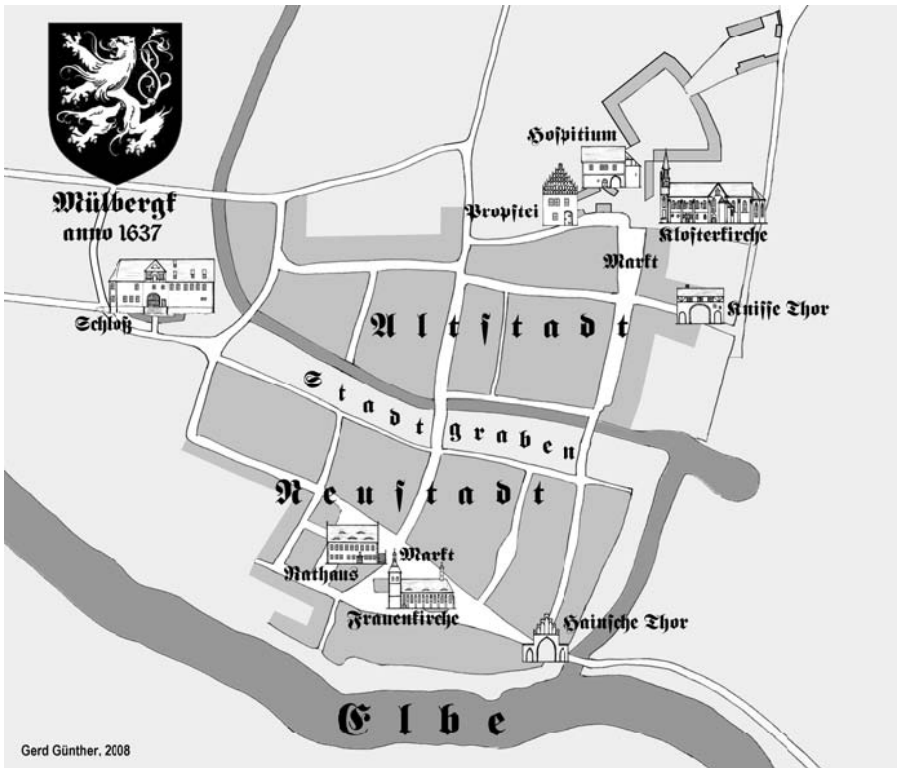 Mülbergk
anno 1637
Hoſpitium
Propſtei
Kloſterkirche
Markt
Schloß
Kniſſe Thor
Altſtadt
Stadtgraben
Neuſtadt
Rathaus
Markt
Frauenkirche
Hainſche Thor
Elbe
Gerd Günther, 2008